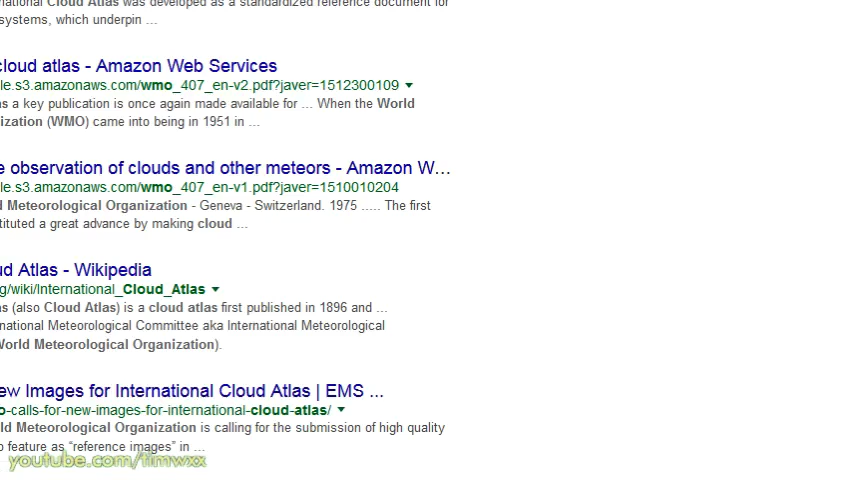 national Cloud Atlas was developed as a standardized reference document for
systems, which underpin ...
cloud atlas - Amazon Web Services
le.s3.amazonaws.com/wmo_407_en-v2.pdf?javer=1512300109
as a key publication is once again made available for ... When the World
ization (WMO) came into being in 1951 in ...
e observation of clouds and other meteors - Amazon W...
le.s3.amazonaws.com/wmo_407_en-v1.pdf?javer=1510010204
d Meteorological Organization - Geneva - Switzerland. 1975 ..... The first
tituted a great advance by making cloud ...
ud Atlas - Wikipedia
g/wiki/International_Cloud_Atlas
as (also Cloud Atlas) is a cloud atlas first published in 1896 and ...
national Meteorological Committee aka International Meteorological
World Meteorological Organization).
ew Images for International Cloud Atlas | EMS ...
o-calls-for-new-images-for-international-cloud-atlas/
ld Meteorological Organization is calling for the submission of high quality
o feature as “reference images” in ...
youtube.com/timwxx